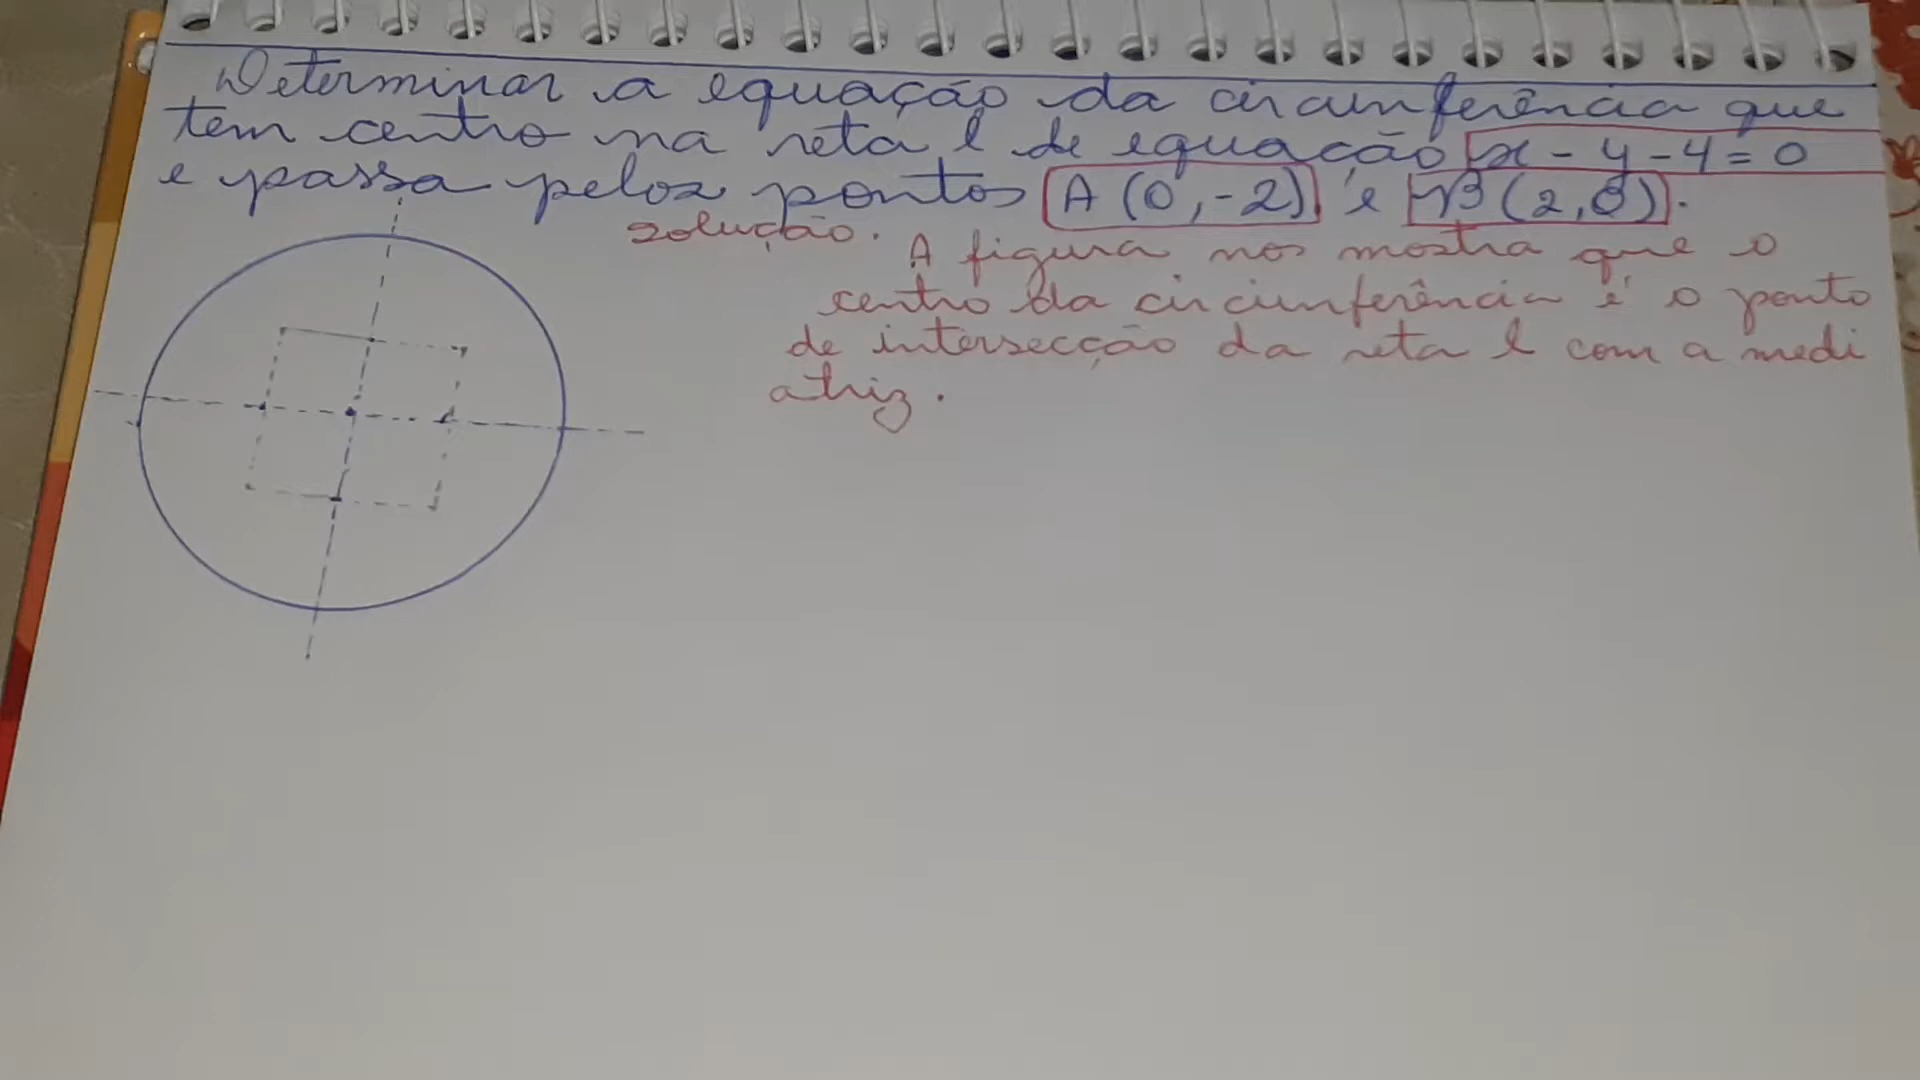 Determinar a equação da circunferência que
tem centro na reta l de equação x - y - 4 = 0
e passa pelos pontos A (0, -2) e B (2, 0).
solução. A figura nos mostra que o
centro da circunferência é o ponto
de intersecção da reta l com a medi
atriz.